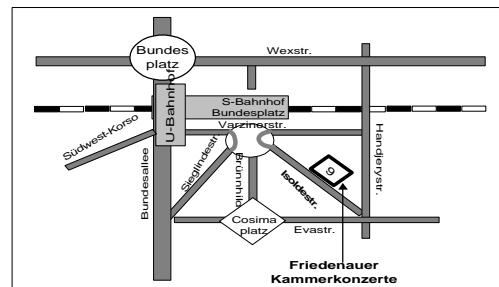 Bundes
platz
Wexstr.
U-Bahnhof
S-Bahnhof
Bundesplatz
Varzinerstr.
Südwest-Korso
Bundesallee
Sieglindestr.
Brünnhild
Isoldestr.
9
Handjerystr.
Cosima
platz
Evastr.
Friedenauer
Kammerkonzerte